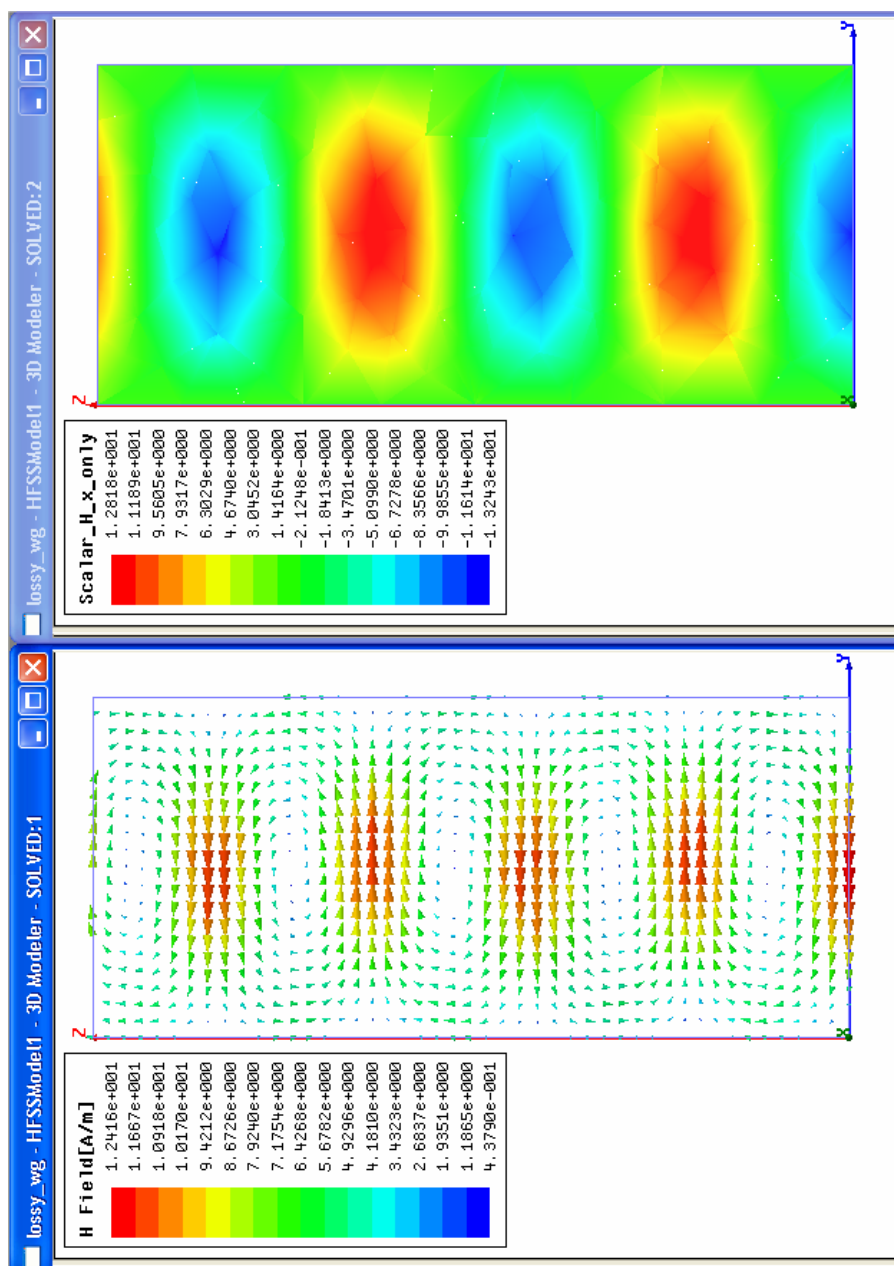 lossy_wg - HFSSModel1 - 3D Modeler - SOLVED:1
H Field[A/m]
1.2416e+001
1.1667e+001
1.0918e+001
1.0170e+001
9.4212e+000
8.6726e+000
7.9240e+000
7.1754e+000
6.4268e+000
5.6782e+000
4.9296e+000
4.1810e+000
3.4323e+000
2.6837e+000
1.9351e+000
1.1865e+000
4.3790e-001
Z
X
Y
lossy_wg - HFSSModel1 - 3D Modeler - SOLVED:2
Scalar_H_x_only
1.2818e+001
1.1189e+001
9.5605e+000
7.9317e+000
6.3029e+000
4.6740e+000
3.0452e+000
1.4164e+000
-2.1248e-001
-1.8413e+000
-3.4701e+000
-5.0990e+000
-6.7278e+000
-8.3566e+000
-9.9855e+000
-1.1614e+001
-1.3243e+001
Z
X
Y